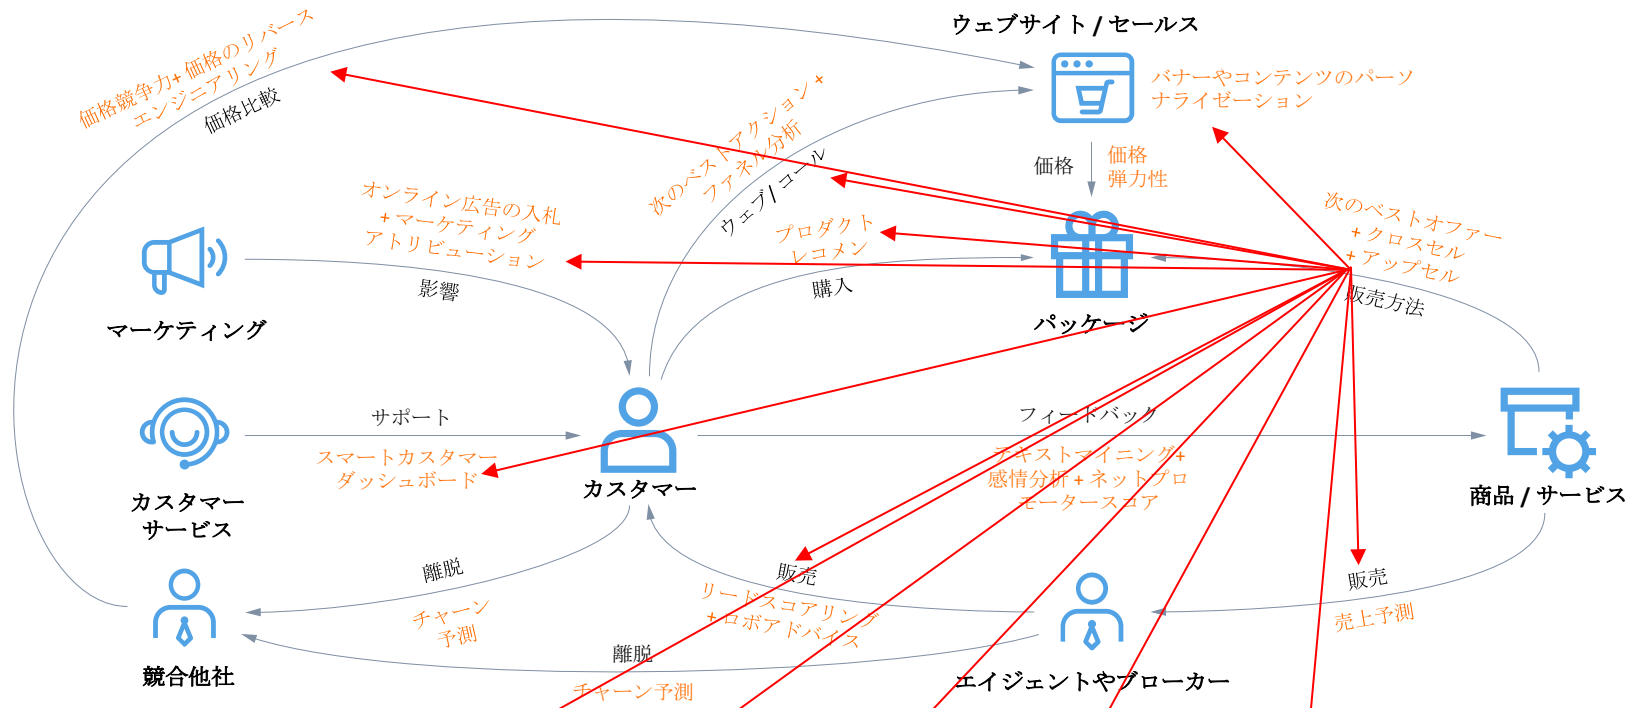 ウェブサイト / セールス
価格競争力+ 価格のリバース
エンジニアリング
価格比較
バナーやコンテンツのパーソ
ナライゼーション
次のベストアクション +
ファネル分析
ウェブ / コール
価格
価格
弾力性
オンライン広告の入札
+ マーケティング
アトリビューション
影響
プロダクト
レコメン
購入
次のベストオファー
+ クロスセル
+ アップセル
販売方法
マーケティング
パッケージ
サポート
スマートカスタマー
ダッシュボード
フィードバック
テキストマイニング+
感情分析 + ネットプロ
モータースコア
カスタマー
サービス
カスタマー
商品 / サービス
離脱
チャーン
予測
販売
リードスコアリング
+ ロボアドバイス
販売
売上予測
離脱
チャーン予測
競合他社
エイジェントやブローカー